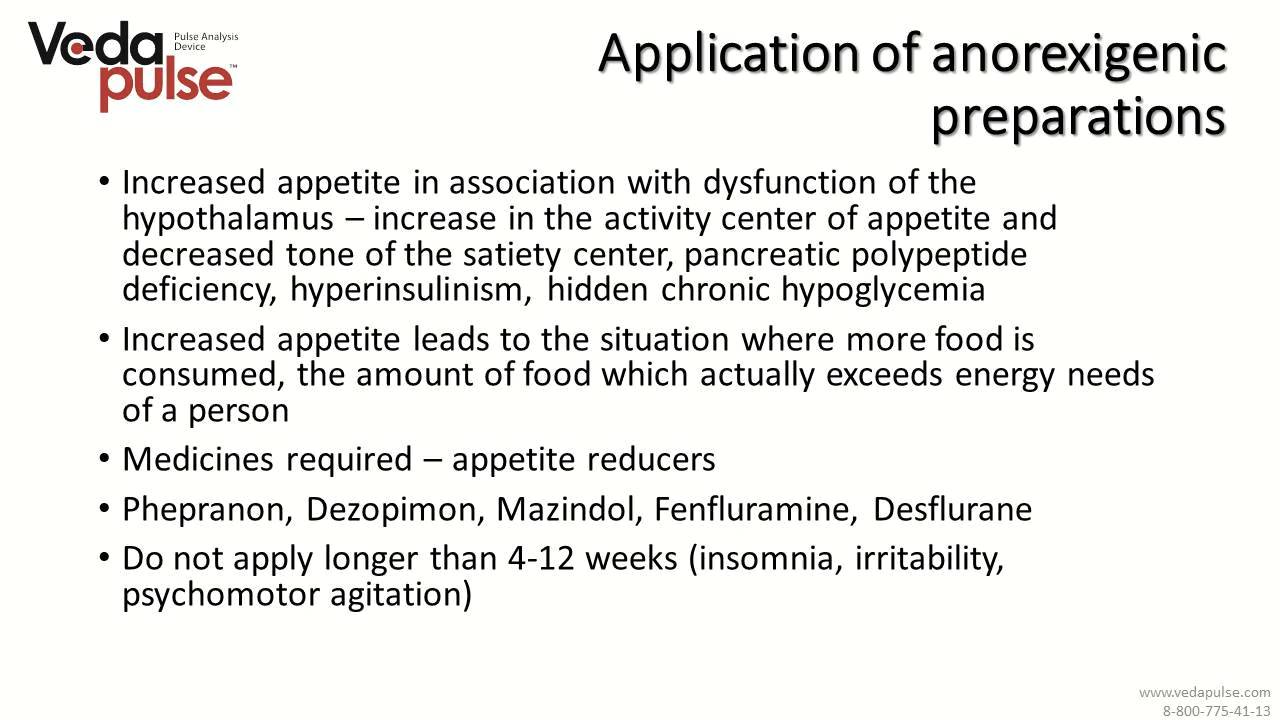 Veda pulse™
Pulse Analysis
Device
Application of anorexigenic
preparations
• Increased appetite in association with dysfunction of the
hypothalamus – increase in the activity center of appetite and
decreased tone of the satiety center, pancreatic polypeptide
deficiency, hyperinsulinism, hidden chronic hypoglycemia
• Increased appetite leads to the situation where more food is
consumed, the amount of food which actually exceeds energy needs
of a person
• Medicines required – appetite reducers
• Phepranon, Dezopimon, Mazindol, Fenfluramine, Desflurane
• Do not apply longer than 4-12 weeks (insomnia, irritability,
psychomotor agitation)
www.vedapulse.com
8-800-775-41-13